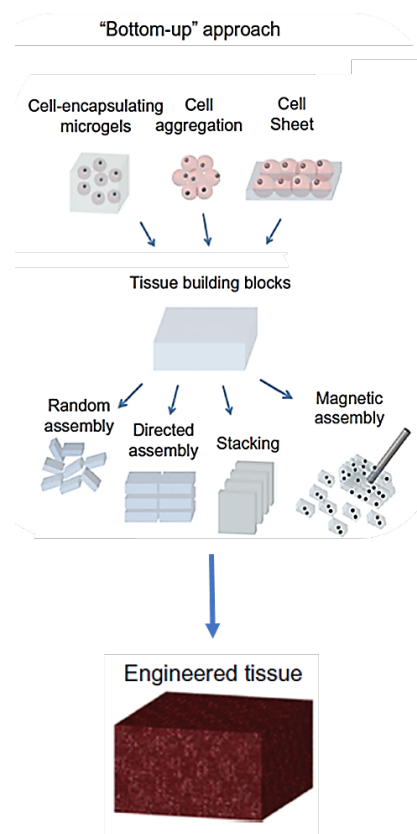 “Bottom-up” approach
Cell-encapsulating
microgels
Cell
aggregation
Cell
Sheet
Tissue building blocks
Random
assembly
Directed
assembly
Stacking
Magnetic
assembly
Engineered tissue